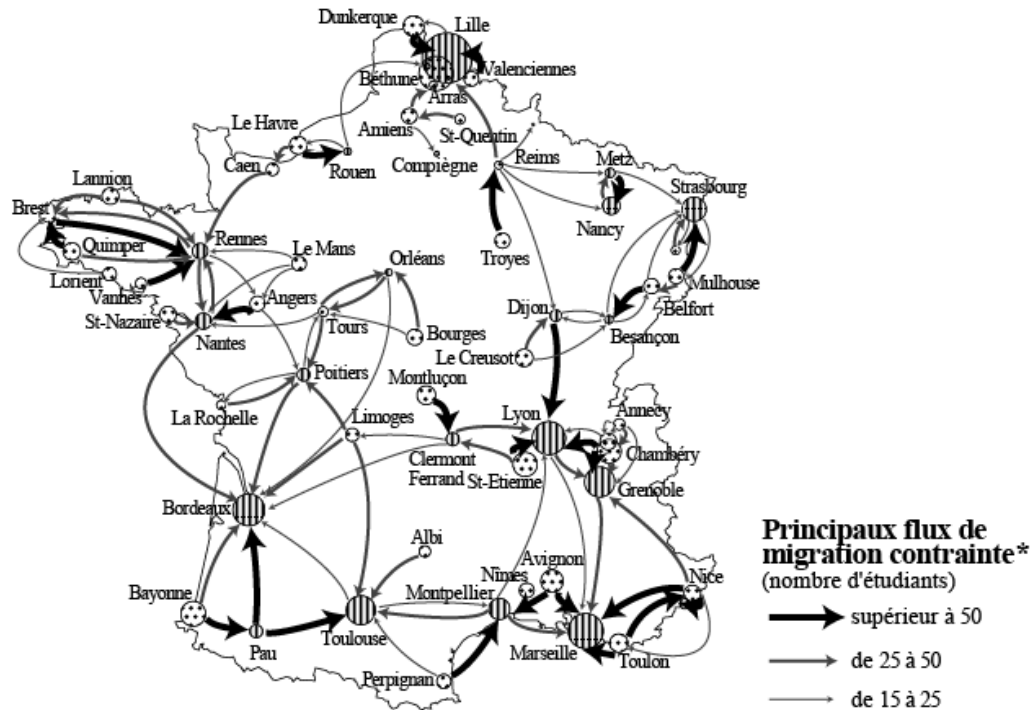 Dunkerque
Lille
Béthune
Valenciennes
Arras
Amiens
St-Quentin
Compiègne
Le Havre
Caen
Rouen
Reims
Metz
Strasbourg
Nancy
Lannion
Brest
Quimper
Rennes
Le Mans
Lorient
Vannes
Troyes
Orléans
Mulhouse
Belfort
St-Nazaire
Angers
Nantes
Tours
Bourges
Dijon
Besançon
Le Creusot
Poitiers
Montluçon
La Rochelle
Limoges
Lyon
Annecy
Chambéry
Clermont
Ferrand
St-Etienne
Grenoble
Bordeaux
Albi
Avignon
Nîmes
Nice
Bayonne
Montpellier
Pau
Toulouse
Marseille
Toulon
Perpignan
Principaux flux de
migration contrainte*
(nombre d'étudiants)
supérieur à 50
de 25 à 50
de 15 à 25